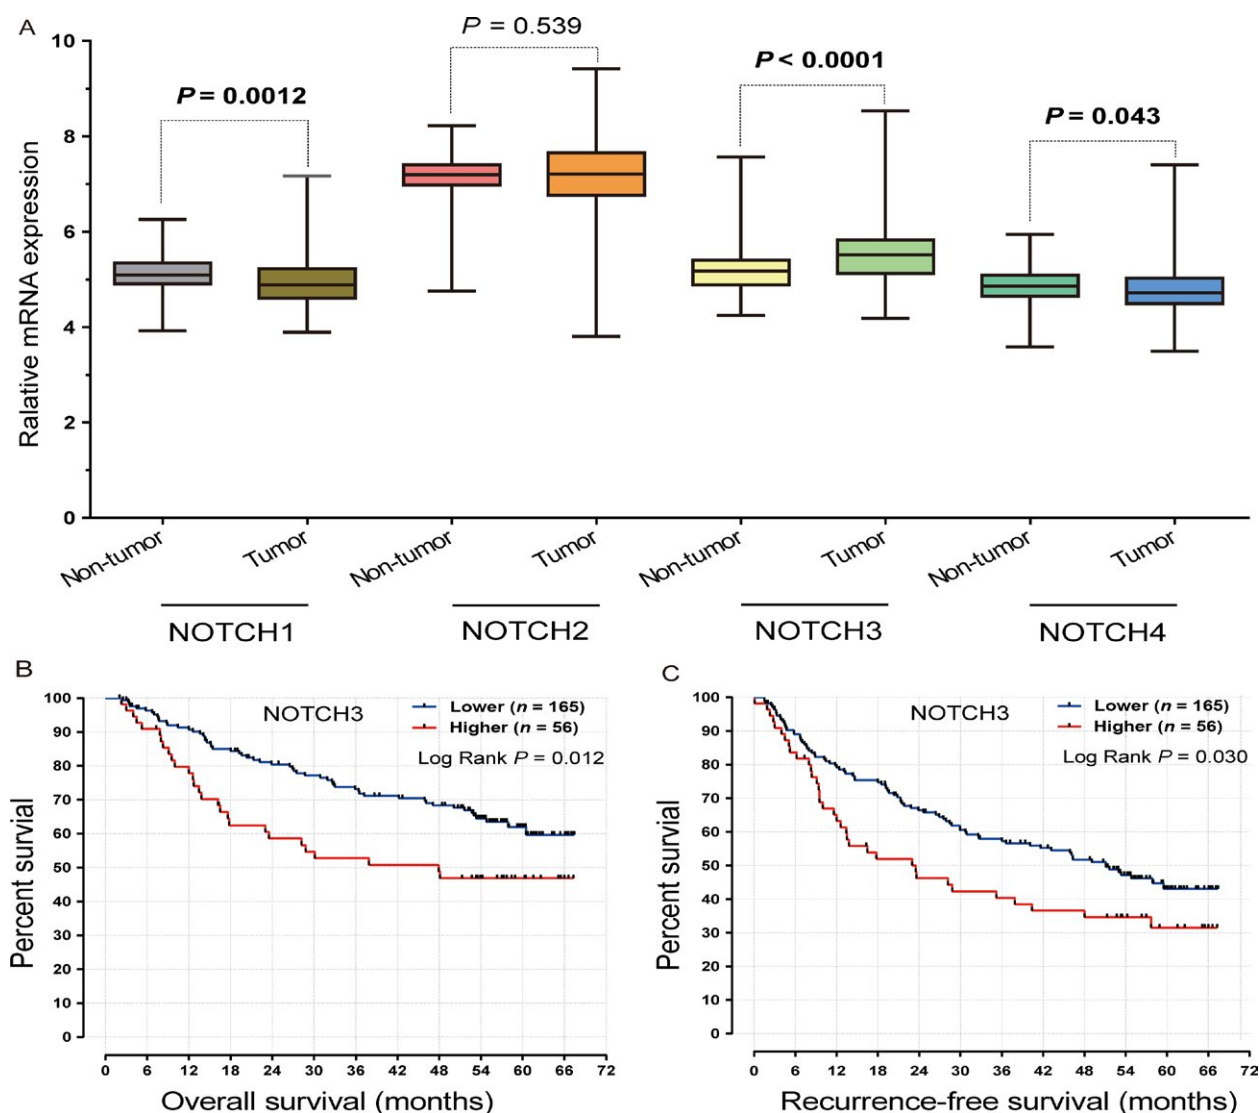 A
P = 0.539
P < 0.0001
P = 0.0012
P = 0.043
Ralative mRNA expression
10
8
6
4
2
0
Non-tumor Tumor Non-tumor Tumor Non-tumor Tumor Non-tumor Tumor
NOTCH1 NOTCH2 NOTCH3 NOTCH4
B
NOTCH3
Lower (n = 165)
Higher (n = 56)
Log Rank P = 0.012
Percent survial
100
90
80
70
60
50
40
30
20
10
0
0 6 12 18 24 30 36 42 48 54 60 66 72
Overall survival (months)
C
NOTCH3
Lower (n = 165)
Higher (n = 56)
Log Rank P = 0.030
Percent survial
100
90
80
70
60
50
40
30
20
10
0
0 6 12 18 24 30 36 42 48 54 60 66 72
Recurrence-free survival (months)